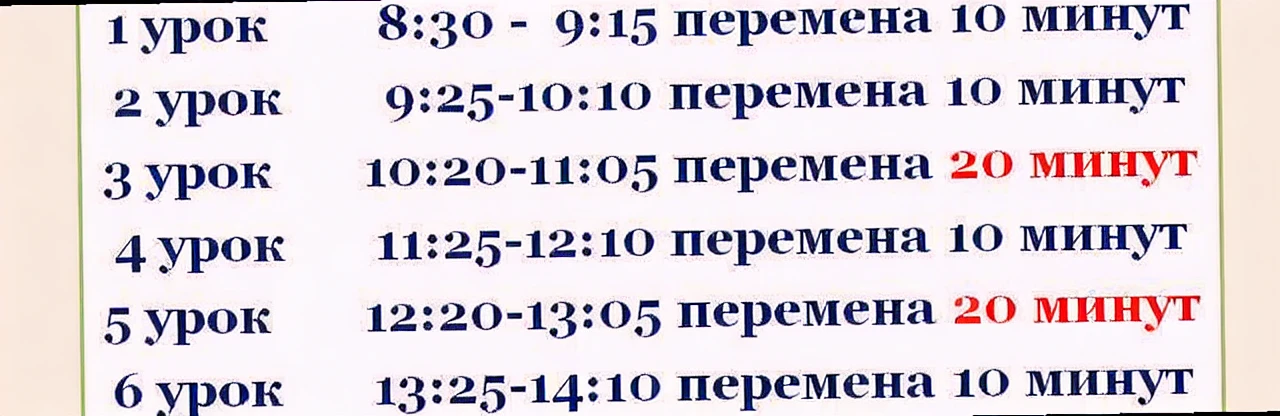 1 урок 8:30 - 9:15 перемена 10 минут
2 урок 9:25-10:10 перемена 10 минут
3 урок 10:20-11:05 перемена 20 минут
4 урок 11:25-12:10 перемена 10 минут
5 урок 12:20-13:05 перемена 20 минут
6 урок 13:25-14:10 перемена 10 минут